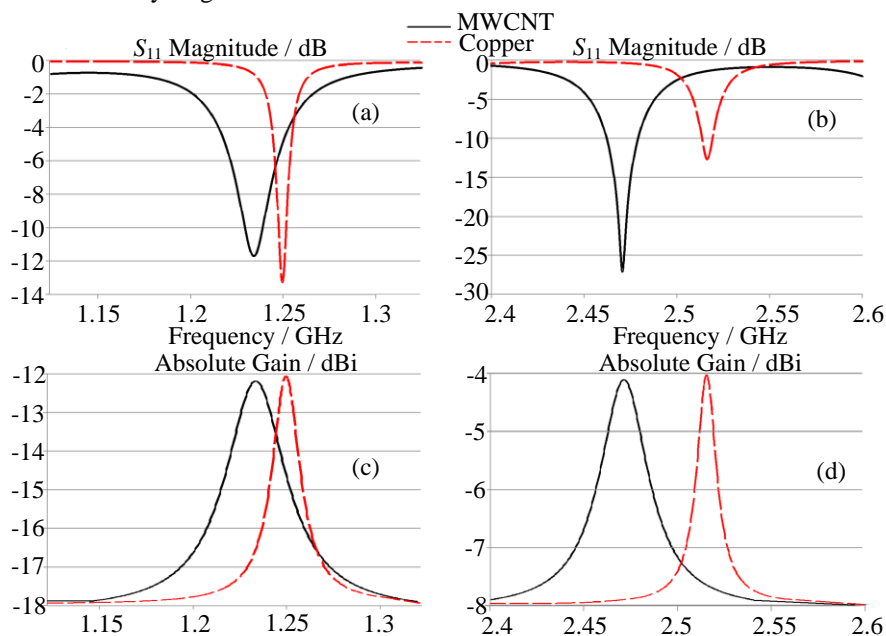 MWCNT
Copper
S11 Magnitude / dB
0
-2
-4
-6
-8
-10
-12
-14
(a)
1.15 1.2 1.25 1.3
Frequency / GHz
S11 Magnitude / dB
0
-5
-10
-15
-20
-25
-30
(b)
2.4 2.45 2.5 2.55 2.6
Frequency / GHz
Absolute Gain / dBi
-12
-13
-14
-15
-16
-17
-18
(c)
1.15 1.2 1.25 1.3
Absolute Gain / dBi
-4
-5
-6
-7
-8
(d)
2.4 2.45 2.5 2.55 2.6